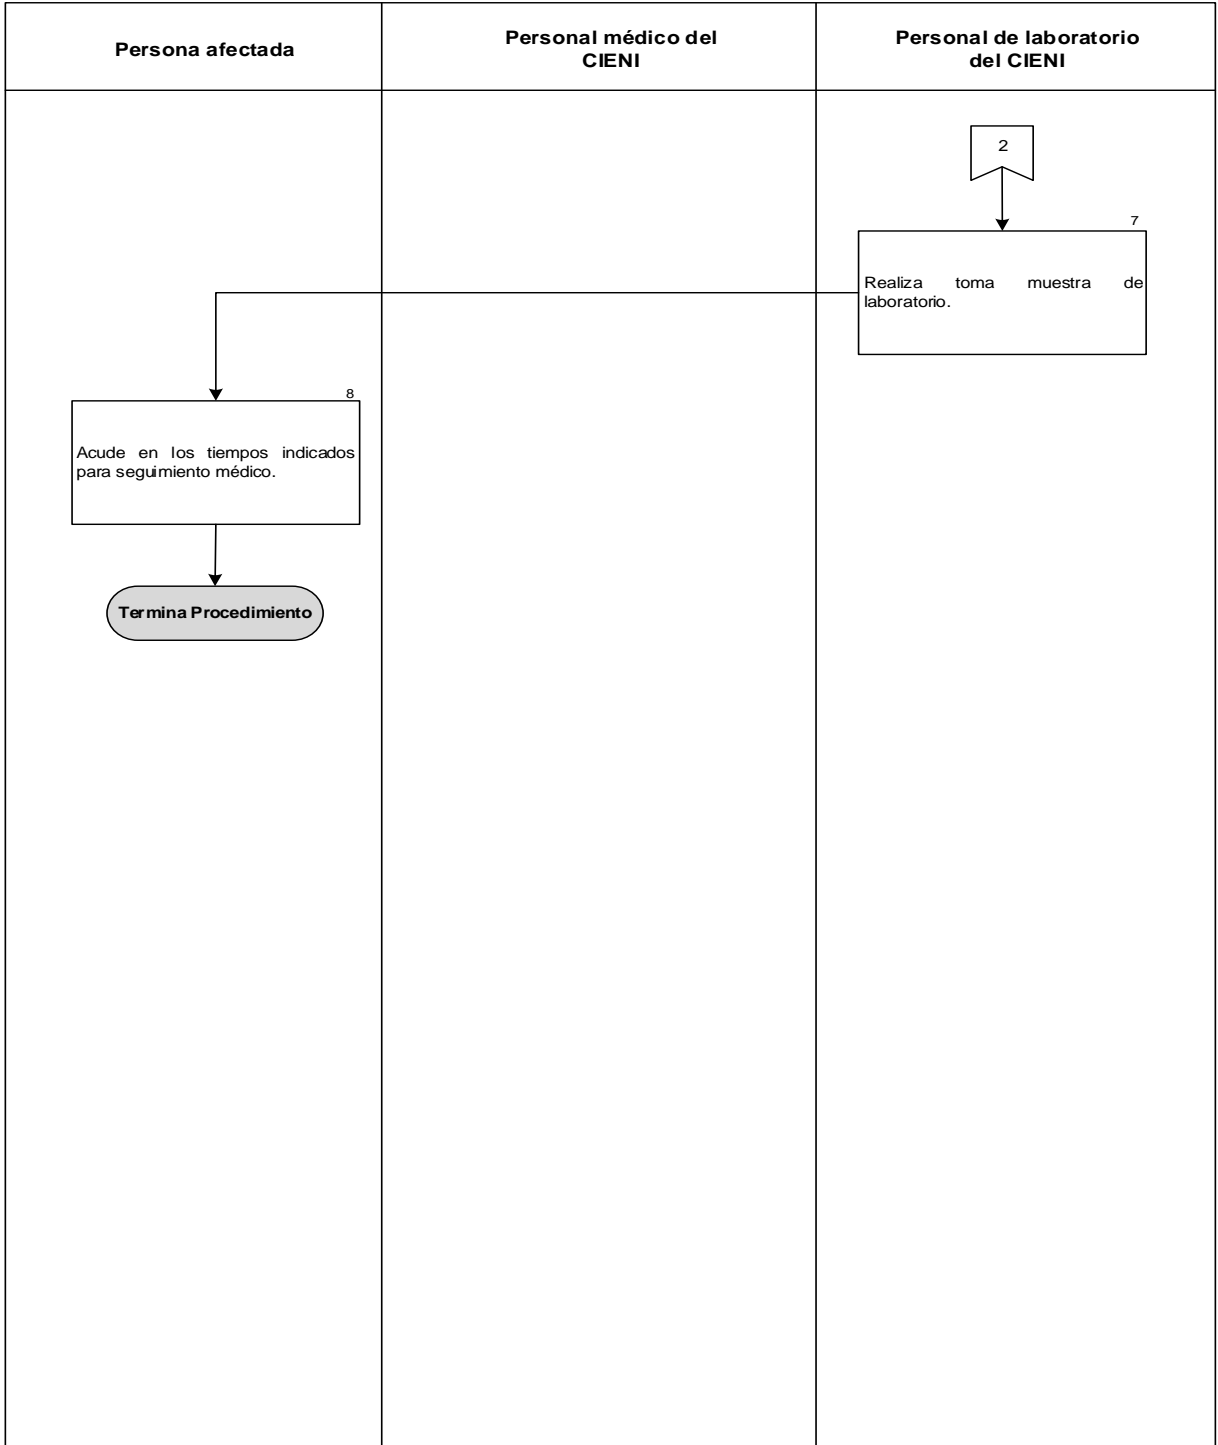 Persona afectada
Personal médico del
CIENI
Personal de laboratorio
del CIENI
2
7
Realiza toma muestra de
laboratorio.
8
Acude en los tiempos indicados
para seguimiento médico.
Termina Procedimiento